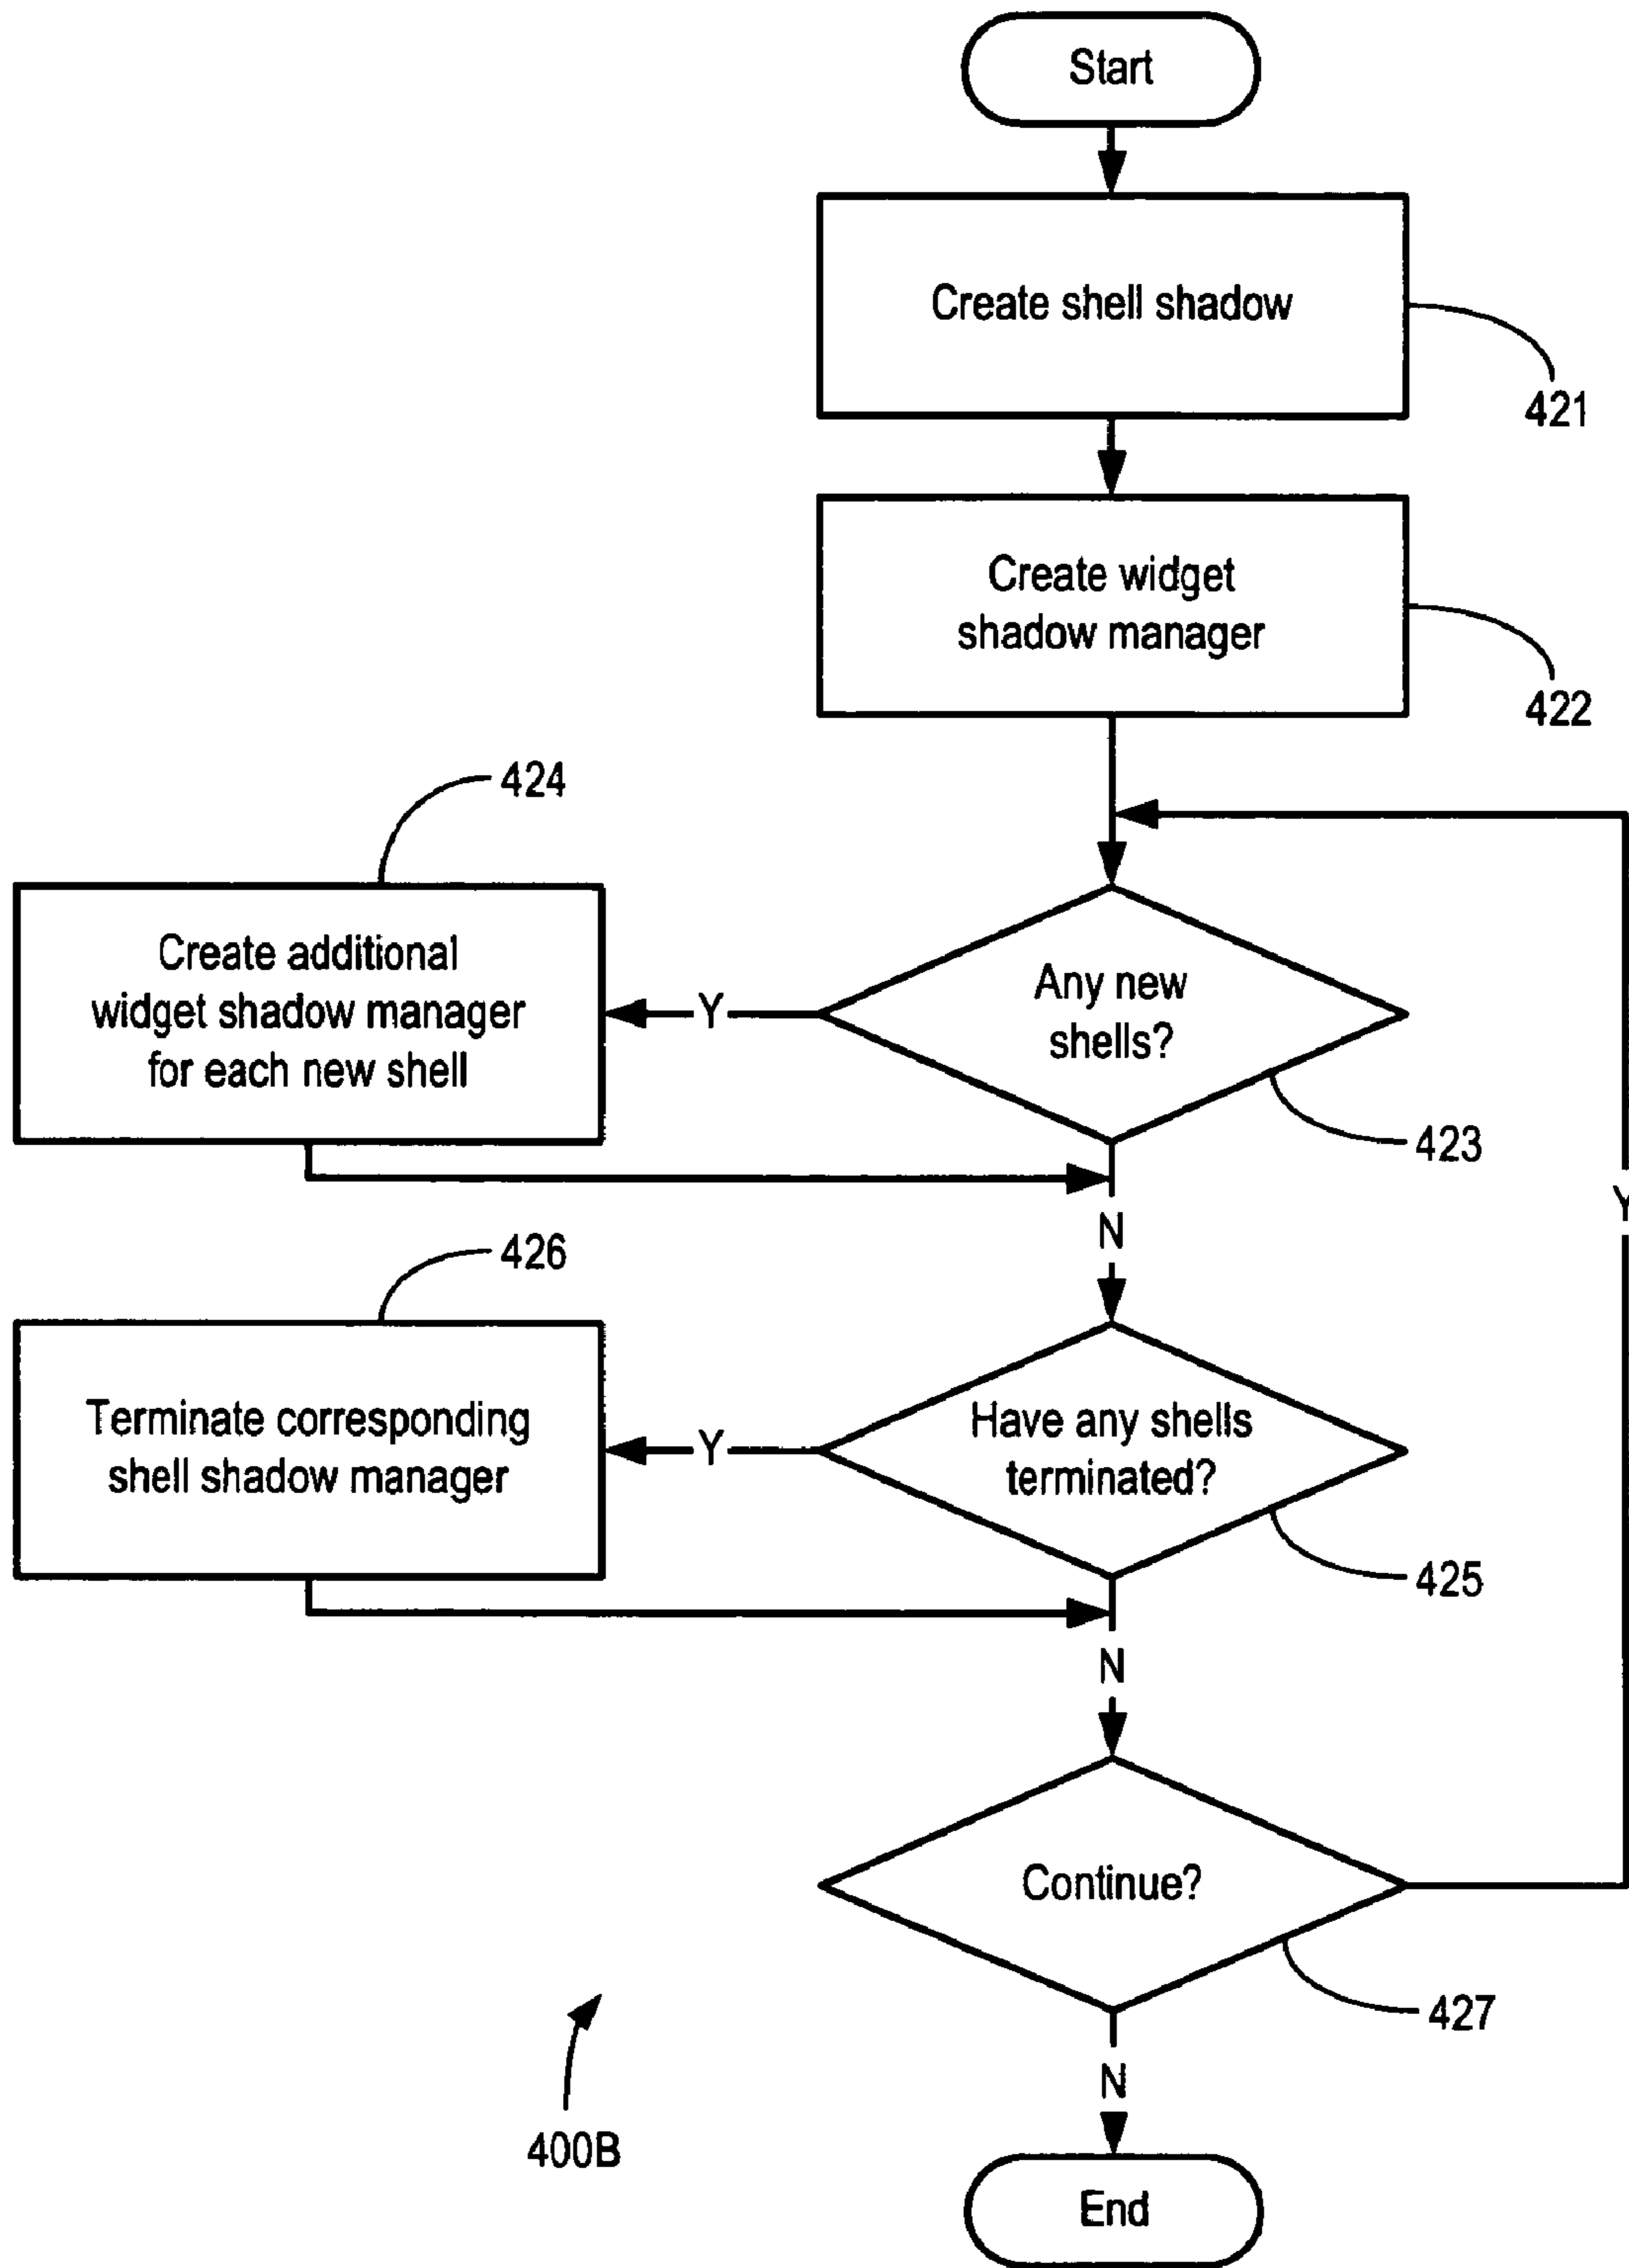 Start
Create shell shadow
421
Create widget
shadow manager
422
424
Create additional
widget shadow manager
for each new shell
Y
Any new
shells?
423
Y
N
426
Terminate corresponding
shell shadow manager
Y
Have any shells
terminated?
425
N
Continue?
427
N
400B
End